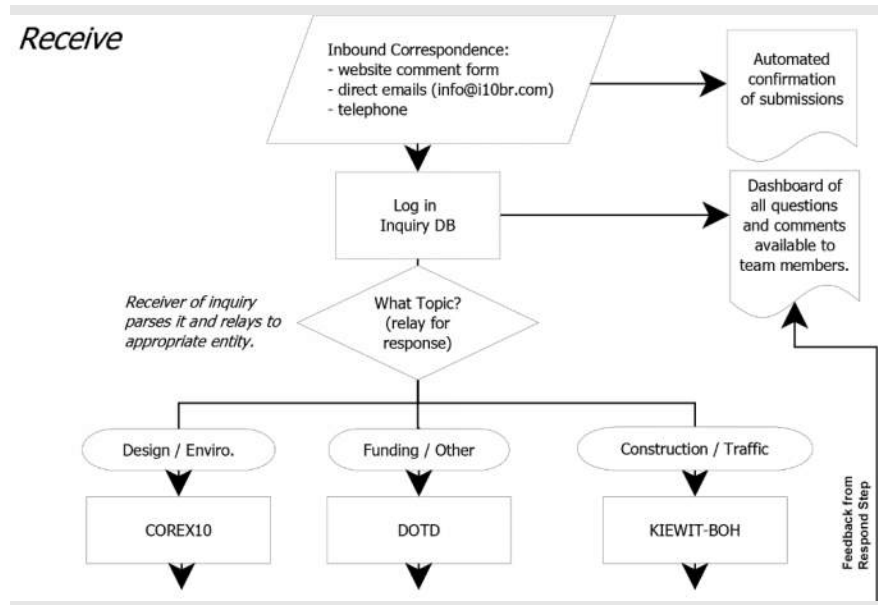 Receive
Inbound Correspondence:
- website comment form
- direct emails (info@i10br.com)
- telephone
Automated
confirmation
of submissions
Log in
Inquiry DB
Dashboard of
all questions
and comments
available to
team members.
Receiver of inquiry
parses it and relays to
appropriate entity.
What Topic?
(relay for
response)
Design / Enviro.
Funding / Other
Construction / Traffic
COREX10
DOTD
KIEWIT-BOH
Feedback from
Respond Step